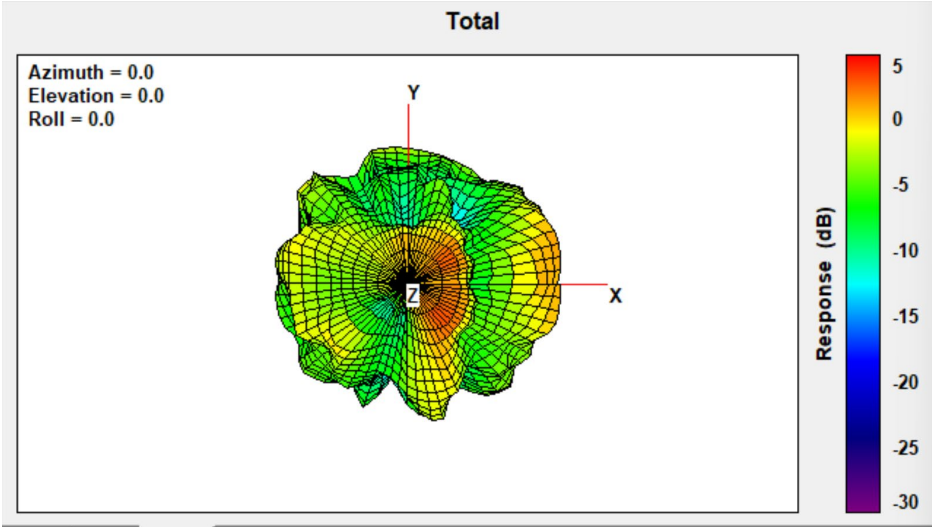 Total
Azimuth = 0.0
Elevation = 0.0
Roll = 0.0
Y
Z
X
Response (dB)
5
0
-5
-10
-15
-20
-25
-30